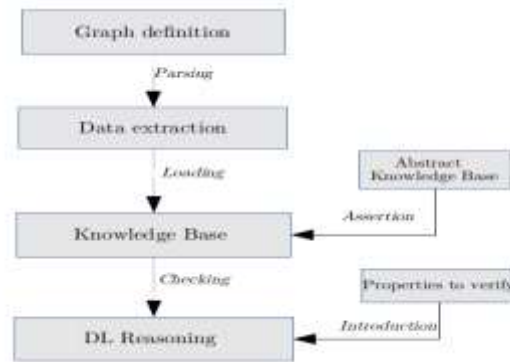 Graph definition
Parsing
Data extraction
Loading
Abstract
Knowledge Base
Assertion
Knowledge Base
Checking
Properties to verify
Introduction
DL Reasoning